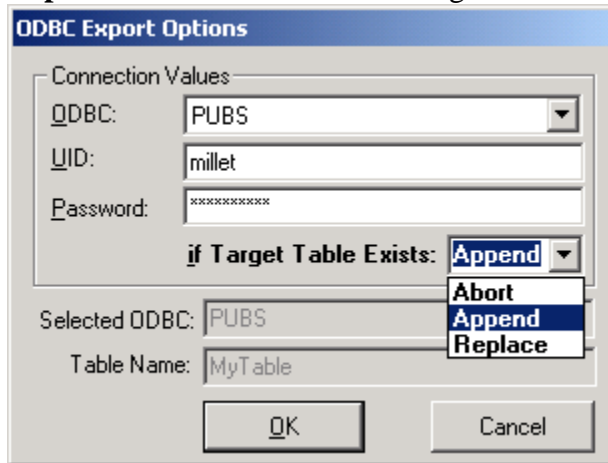 ODBC Export Options
Connection Values
ODBC: PUBS
UID: millet
Password: **********
if Target Table Exists: Append
Abort
Append
Replace
Selected ODBC: PUBS
Table Name: MyTable
OK Cancel